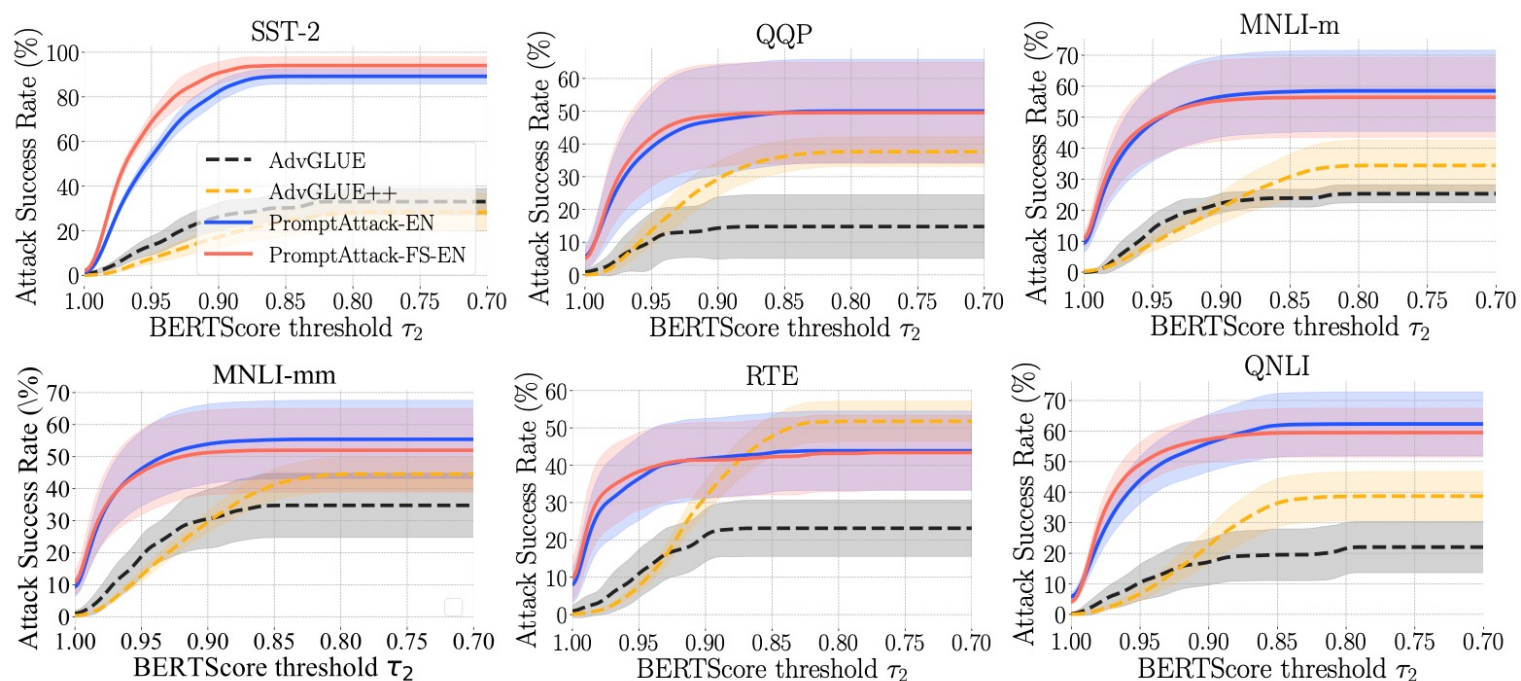 SST-2
Attack Success Rate (%)
100
80
60
40
20
0
AdvGLUE
AdvGLUE++
PromptAttack-EN
PromptAttack-FS-EN
1.00 0.95 0.90 0.85 0.80 0.75 0.70
BERTScore threshold τ2
QQP
Attack Success Rate (%)
60
50
40
30
20
10
0
1.00 0.95 0.90 0.85 0.80 0.75 0.70
BERTScore threshold τ2
MNLI-m
Attack Success Rate (%)
70
60
50
40
30
20
10
0
1.00 0.95 0.90 0.85 0.80 0.75 0.70
BERTScore threshold τ2
MNLI-mm
Attack Success Rate (\%)
70
60
50
40
30
20
10
0
1.00 0.95 0.90 0.85 0.80 0.75 0.70
BERTScore threshold τ2
RTE
Attack Success Rate (%)
60
50
40
30
20
10
0
1.00 0.95 0.90 0.85 0.80 0.75 0.70
BERTScore threshold τ2
QNLI
Attack Success Rate (%)
70
60
50
40
30
20
10
0
1.00 0.95 0.90 0.85 0.80 0.75 0.70
BERTScore threshold τ2